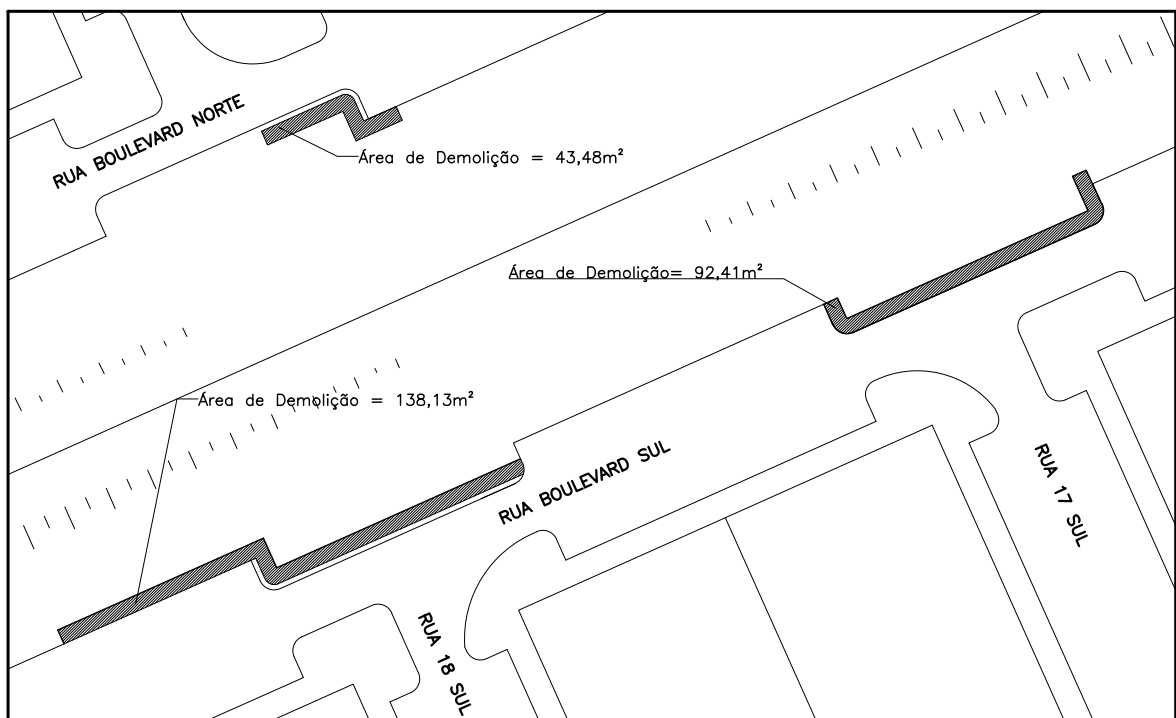 RUA BOULEVARD NORTE
Área de Demolição = 43,48m²
Área de Demolição= 92,41m²
Área de Demolição = 138,13m²
RUA BOULEVARD SUL
RUA 17 SUL
RUA 18 SUL